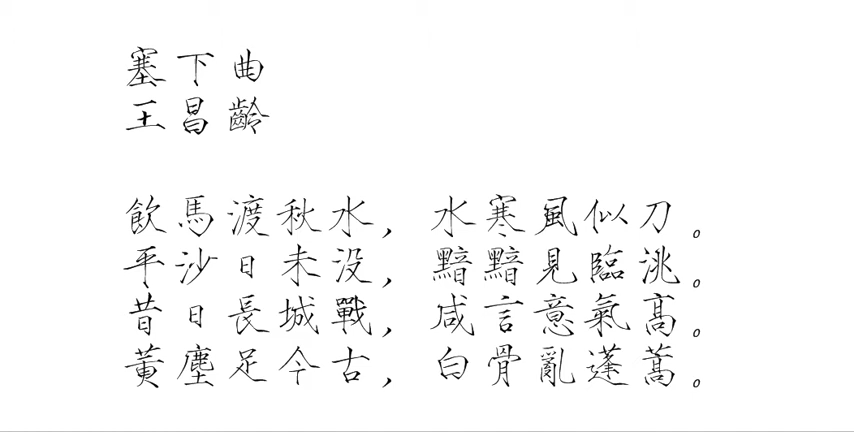 塞下曲
王昌齡
飲馬渡秋水，水寒風似刀。
平沙日未没，黯黯見臨洮。
昔日長城戰，咸言意氣髙。
黃塵足今古，白骨亂蓬蒿。